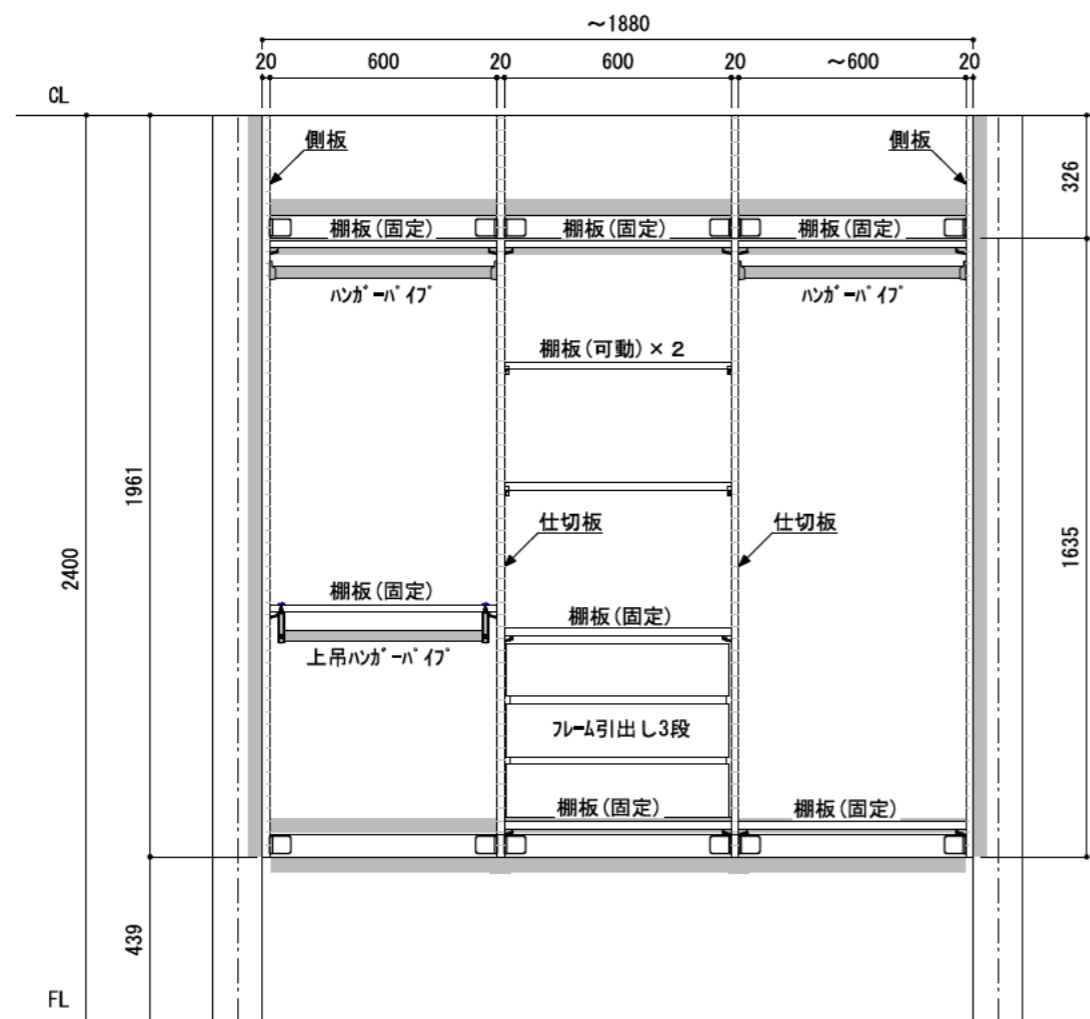 ~1880
20 600 20 600 20 ~600 20
CL
側板
側板
326
棚板(固定)
棚板(固定)
棚板(固定)
ﾊﾝｶﾞｰﾊﾟｲﾌﾟ
ﾊﾝｶﾞｰﾊﾟｲﾌﾟ
棚板(可動)×2
1961
仕切板
仕切板
1635
2400
棚板(固定)
棚板(固定)
上吊ﾊﾝｶﾞｰﾊﾟｲﾌﾟ
ﾌﾚｰﾑ引出し3段
棚板(固定)
棚板(固定)
439
FL